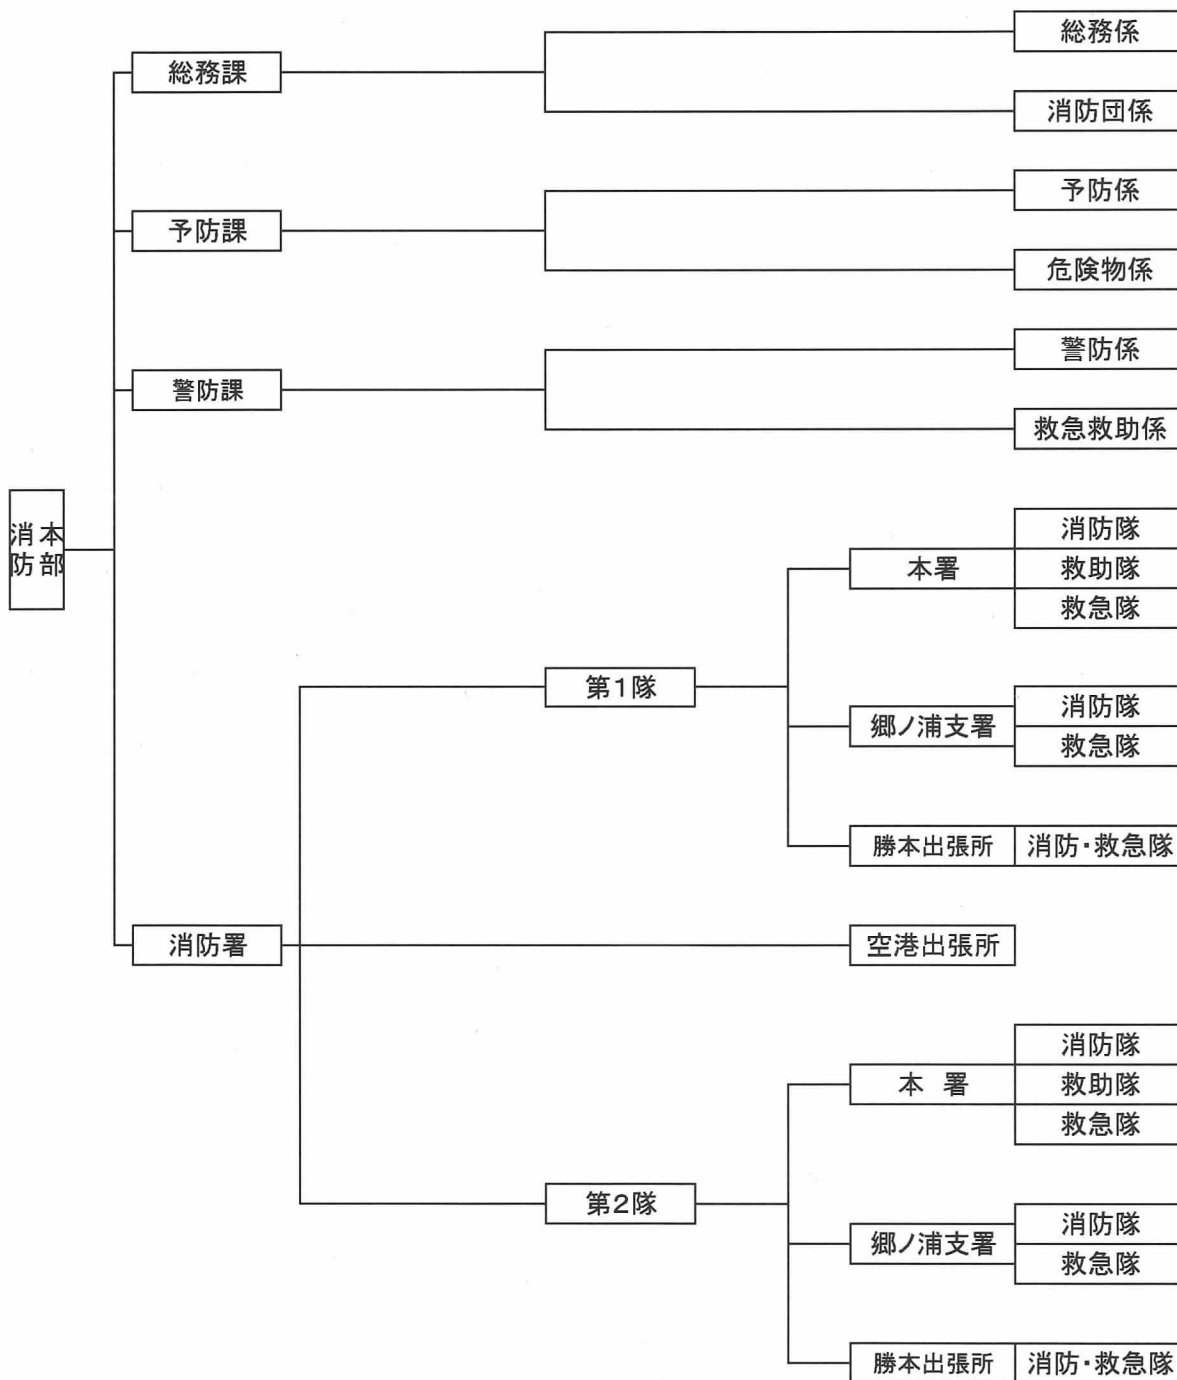 消防本部
総務課
総務係
消防団係
予防課
予防係
危険物係
警防課
警防係
救急救助係
消防署
第1隊
本署
消防隊
救助隊
救急隊
郷ノ浦支署
消防隊
救急隊
勝本出張所
消防・救急隊
空港出張所
第2隊
本 署
消防隊
救助隊
救急隊
郷ノ浦支署
消防隊
救急隊
勝本出張所
消防・救急隊